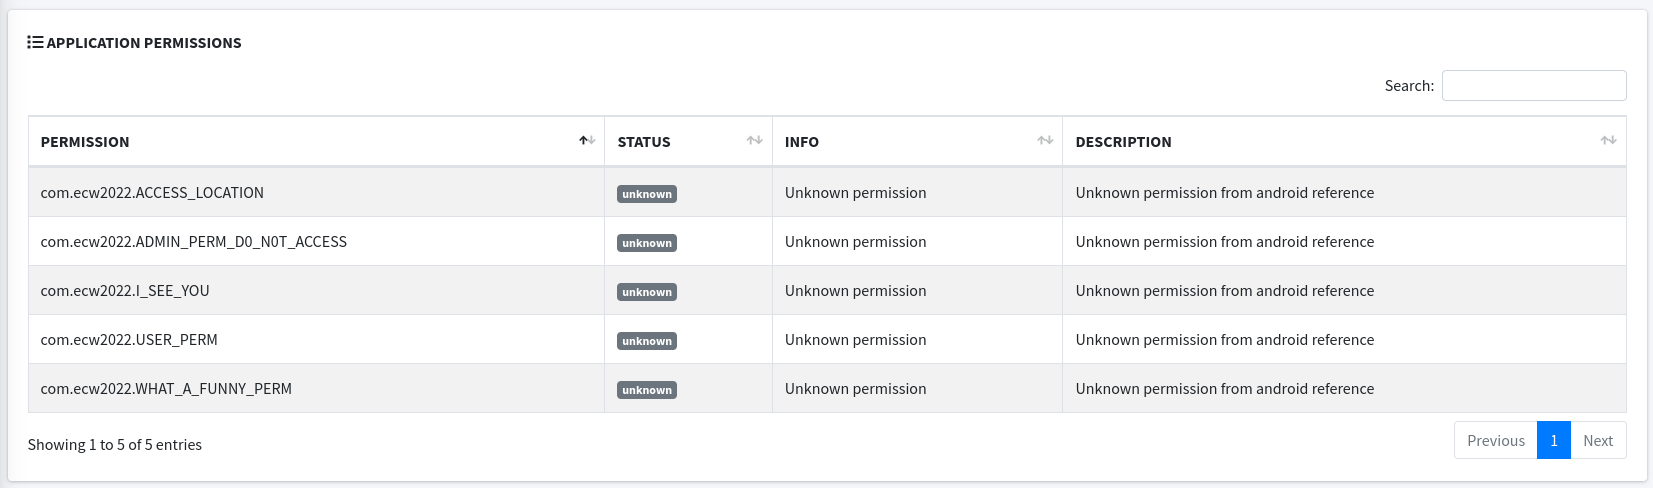 APPLICATION PERMISSIONS
Search:
PERMISSION STATUS INFO DESCRIPTION
com.ecw2022.ACCESS_LOCATION unknown Unknown permission Unknown permission from android reference
com.ecw2022.ADMIN_PERM_D0_N0T_ACCESS unknown Unknown permission Unknown permission from android reference
com.ecw2022.I_SEE_YOU unknown Unknown permission Unknown permission from android reference
com.ecw2022.USER_PERM unknown Unknown permission Unknown permission from android reference
com.ecw2022.WHAT_A_FUNNY_PERM unknown Unknown permission Unknown permission from android reference
Showing 1 to 5 of 5 entries Previous 1 Next